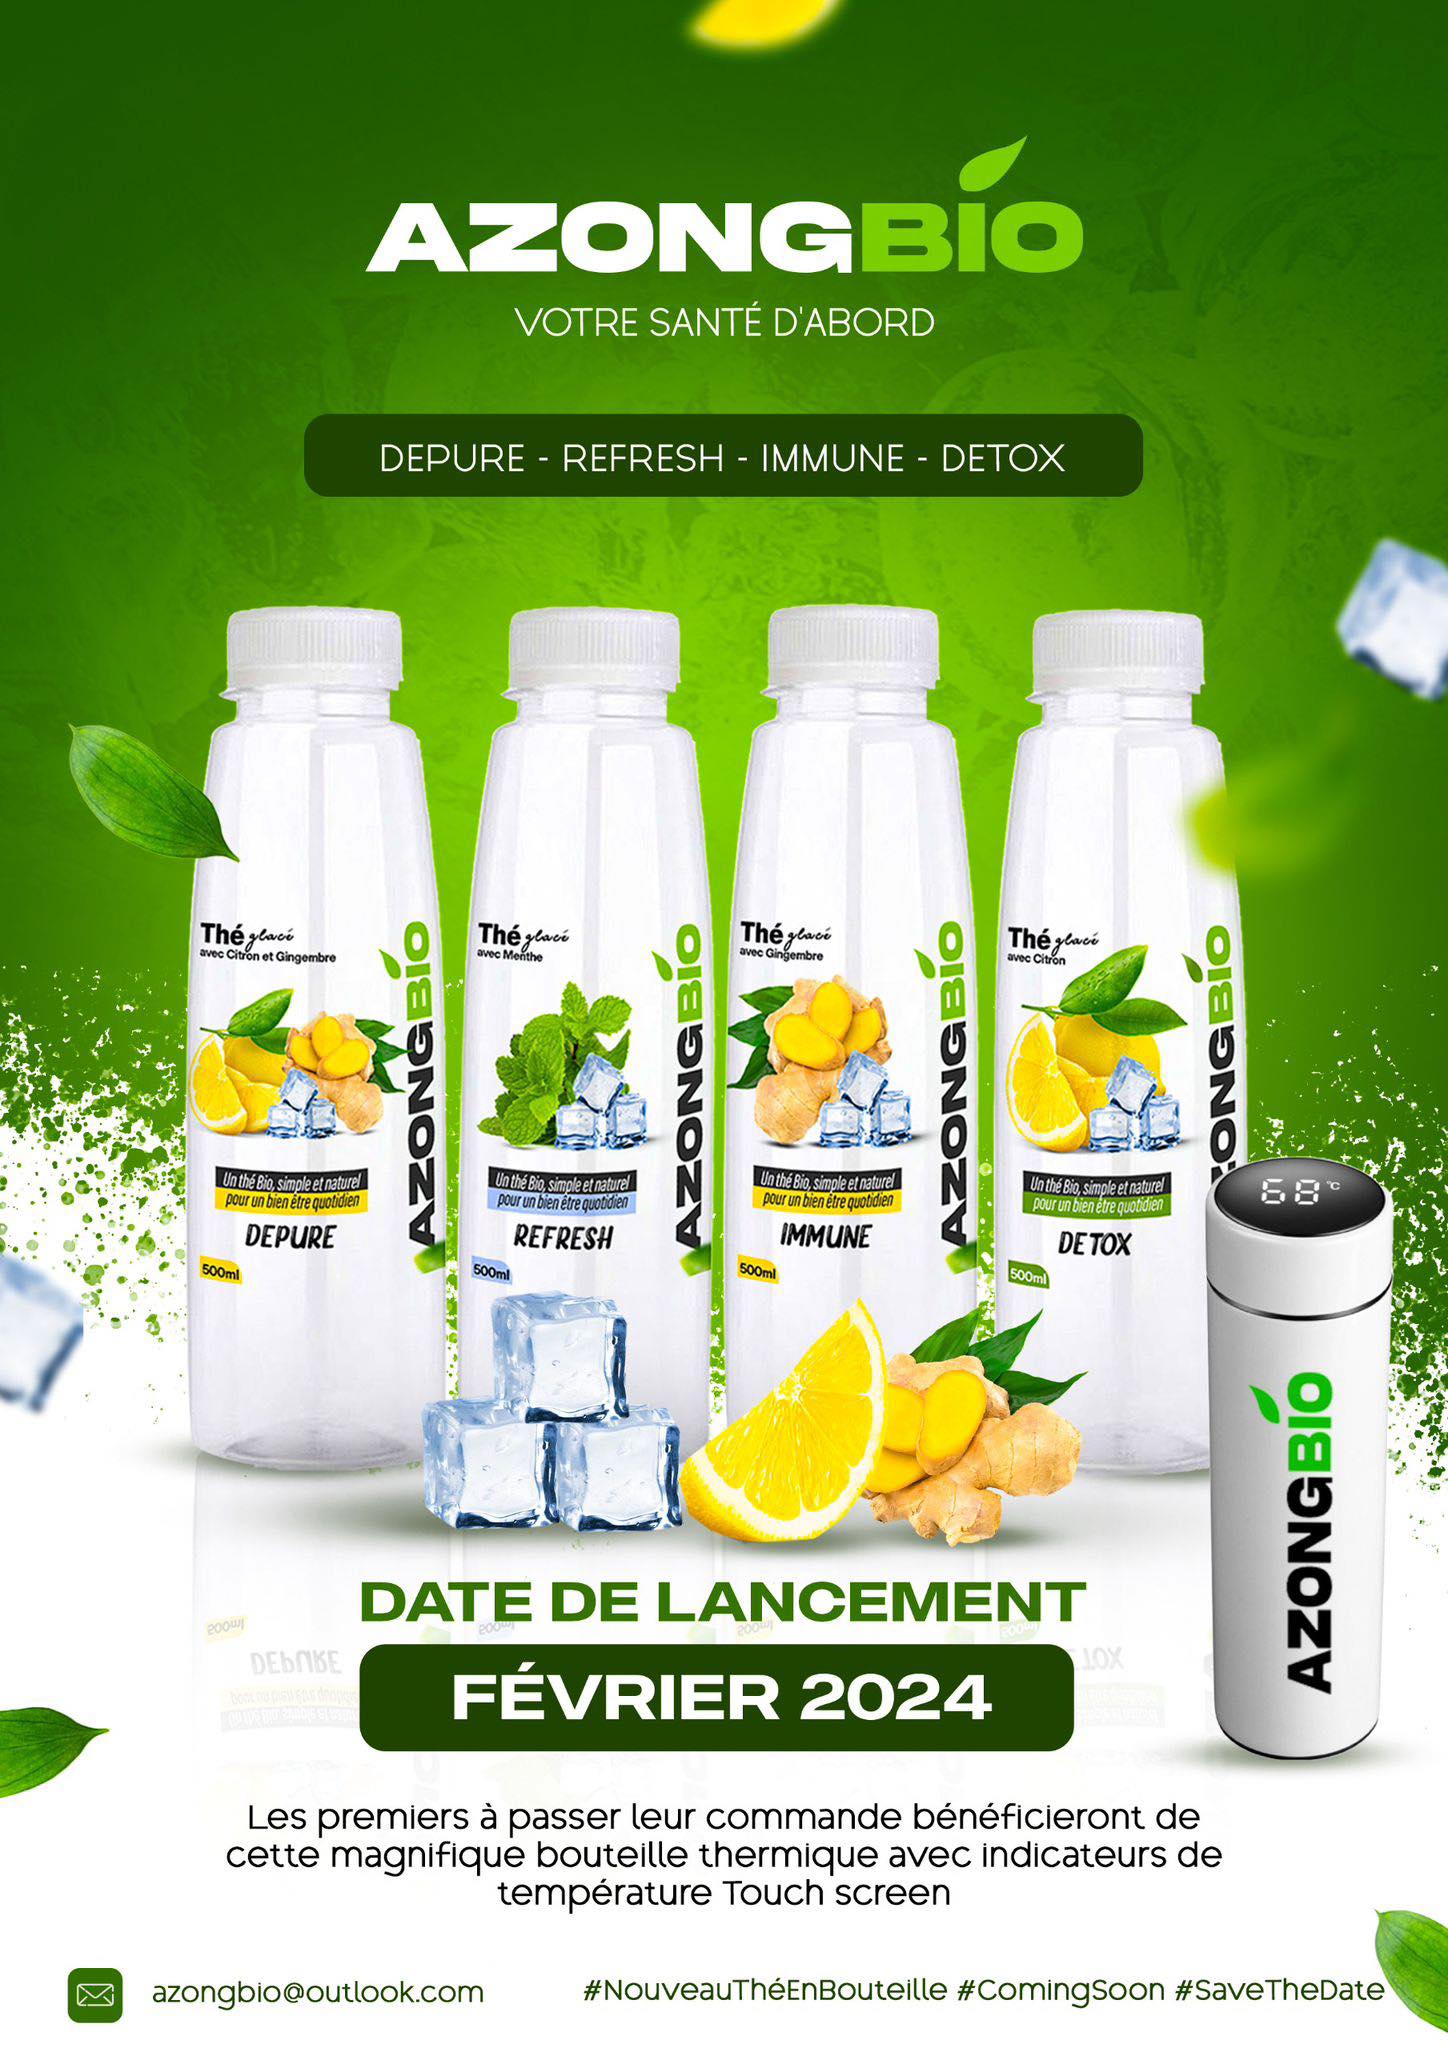 AZONGBIO
VOTRE SANTÉ D'ABORD
DEPURE - REFRESH - IMMUNE - DETOX
Thé glacé
avec Citron et Gingembre
AZONGBIO
Un thé Bio, simple et naturel
pour un bien être quotidien
DEPURE
500ml
Thé glacé
avec Menthe
AZONGBIO
Un thé Bio, simple et naturel
pour un bien être quotidien
REFRESH
500ml
Thé glacé
avec Gingembre
AZONGBIO
Un thé Bio, simple et naturel
pour un bien être quotidien
IMMUNE
500ml
Thé glacé
avec Citron
AZONGBIO
Un thé Bio, simple et naturel
pour un bien être quotidien
DETOX
500ml
68°C
AZONGBIO
DATE DE LANCEMENT
FÉVRIER 2024
Les premiers à passer leur commande bénéficieront de
cette magnifique bouteille thermique avec indicateurs de
température Touch screen
azongbio@outlook.com
#NouveauThéEnBouteille #ComingSoon #SaveTheDate